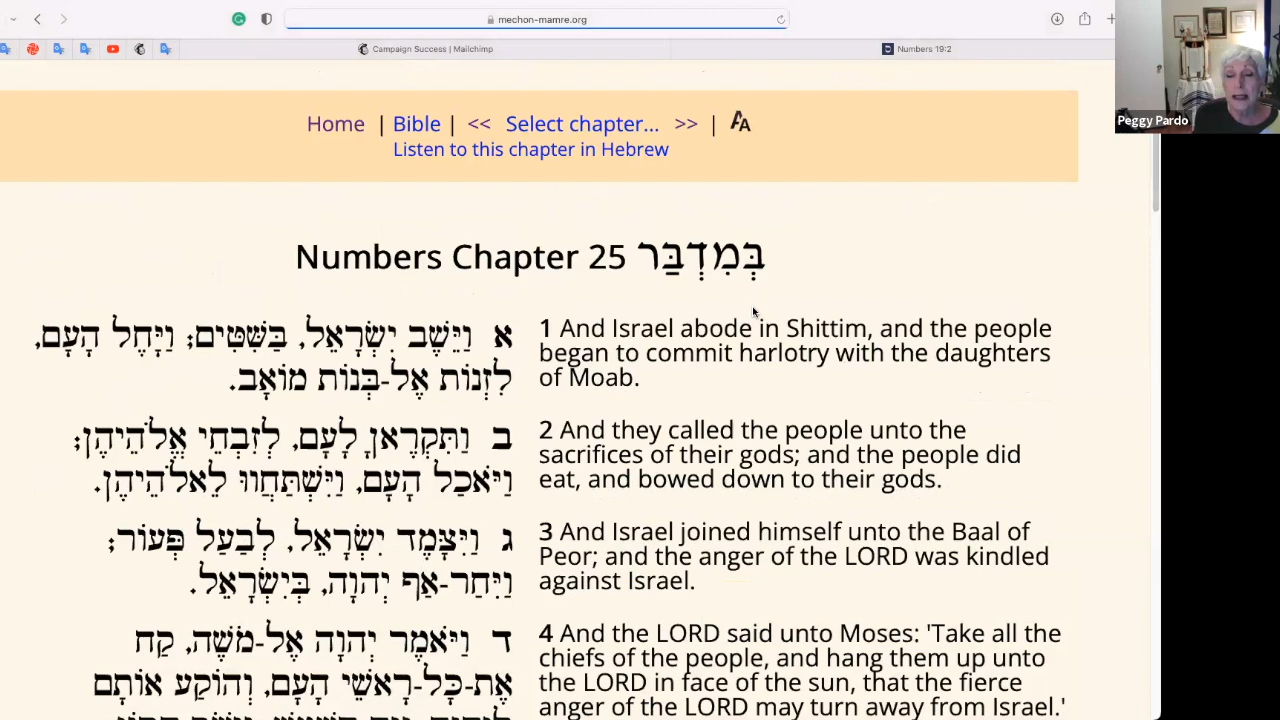 mechon-mamre.org
Campaign Success | Mailchimp
Numbers 19:2
Peggy Pardo
Home | Bible | << Select chapter... >> | AA
Listen to this chapter in Hebrew
Numbers Chapter 25 בְּמִדְבַּר
א וַיֵּשֶׁב יִשְׂרָאֵל, בַּשִּׁטִּים; וַיָּחֶל הָעָם,
לִזְנוֹת אֶל-בְּנוֹת מוֹאָב.
1 And Israel abode in Shittim, and the people
began to commit harlotry with the daughters
of Moab.
ב וַתִּקְרֶאןָ לָעָם, לְזִבְחֵי אֱלֹהֵיהֶן;
וַיֹּאכַל הָעָם, וַיִּשְׁתַּחֲווּ לֵאלֹהֵיהֶן.
2 And they called the people unto the
sacrifices of their gods; and the people did
eat, and bowed down to their gods.
ג וַיִּצָּמֶד יִשְׂרָאֵל, לְבַעַל פְּעוֹר;
וַיִּחַר-אַף יְהוָה, בְּיִשְׂרָאֵל.
3 And Israel joined himself unto the Baal of
Peor; and the anger of the LORD was kindled
against Israel.
ד וַיֹּאמֶר יְהוָה אֶל-מֹשֶׁה, קַח
אֶת-כָּל-רָאשֵׁי הָעָם, וְהוֹקַע אוֹתָם
4 And the LORD said unto Moses: 'Take all the
chiefs of the people, and hang them up unto
the LORD in face of the sun, that the fierce
anger of the LORD may turn away from Israel.'